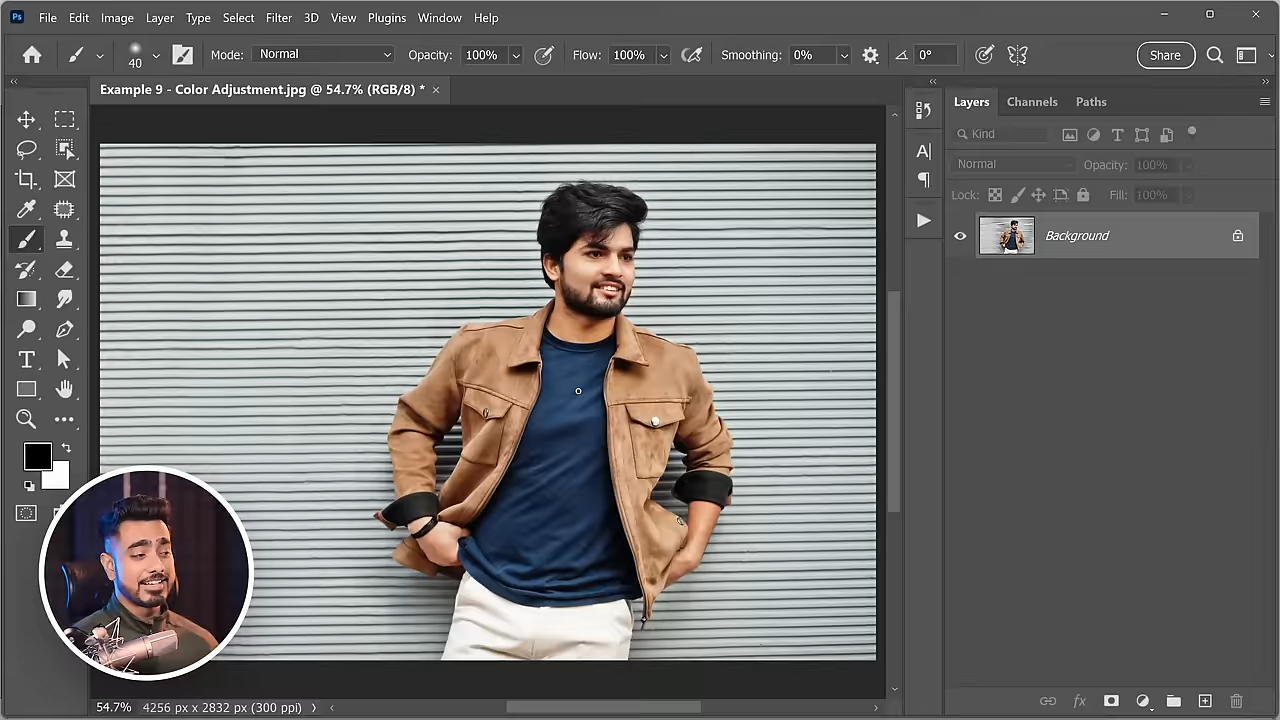 Ps File Edit Image Layer Type Select Filter 3D View Plugins Window Help
40 Mode: Normal Opacity: 100% Flow: 100% Smoothing: 0% 0° Share
Example 9 - Color Adjustment.jpg @ 54.7% (RGB/8) * ×
Layers Channels Paths
Kind
Normal Opacity: 100%
Lock: Fill: 100%
Background
54.7% 4256 px x 2832 px (300 ppi)